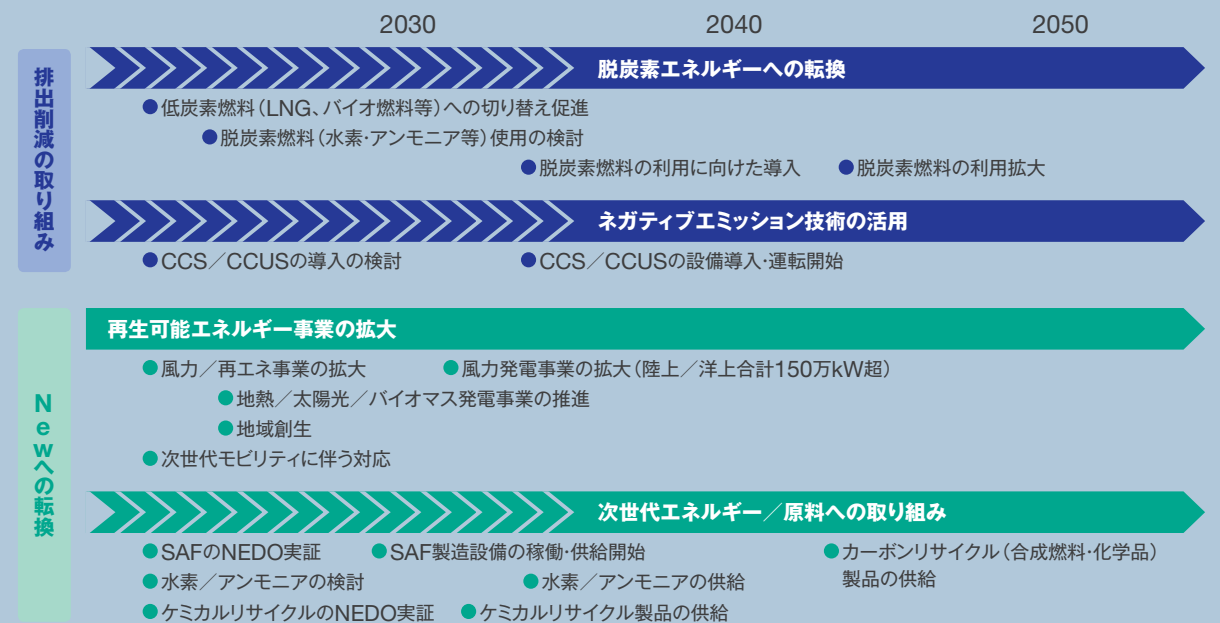 2030 2040 2050
排出削減の取り組み
脱炭素エネルギーへの転換
●低炭素燃料(LNG、バイオ燃料等)への切り替え促進
●脱炭素燃料(水素・アンモニア等)使用の検討
●脱炭素燃料の利用に向けた導入 ●脱炭素燃料の利用拡大
ネガティブエミッション技術の活用
●CCS/CCUSの導入の検討 ●CCS/CCUSの設備導入・運転開始
Newへの転換
再生可能エネルギー事業の拡大
●風力/再エネ事業の拡大 ●風力発電事業の拡大(陸上/洋上合計150万kW超)
●地熱/太陽光/バイオマス発電事業の推進
●地域創生
●次世代モビリティに伴う対応
次世代エネルギー/原料への取り組み
●SAFのNEDO実証 ●SAF製造設備の稼働・供給開始 ●カーボンリサイクル(合成燃料・化学品)
製品の供給
●水素/アンモニアの検討 ●水素/アンモニアの供給
●ケミカルリサイクルのNEDO実証 ●ケミカルリサイクル製品の供給